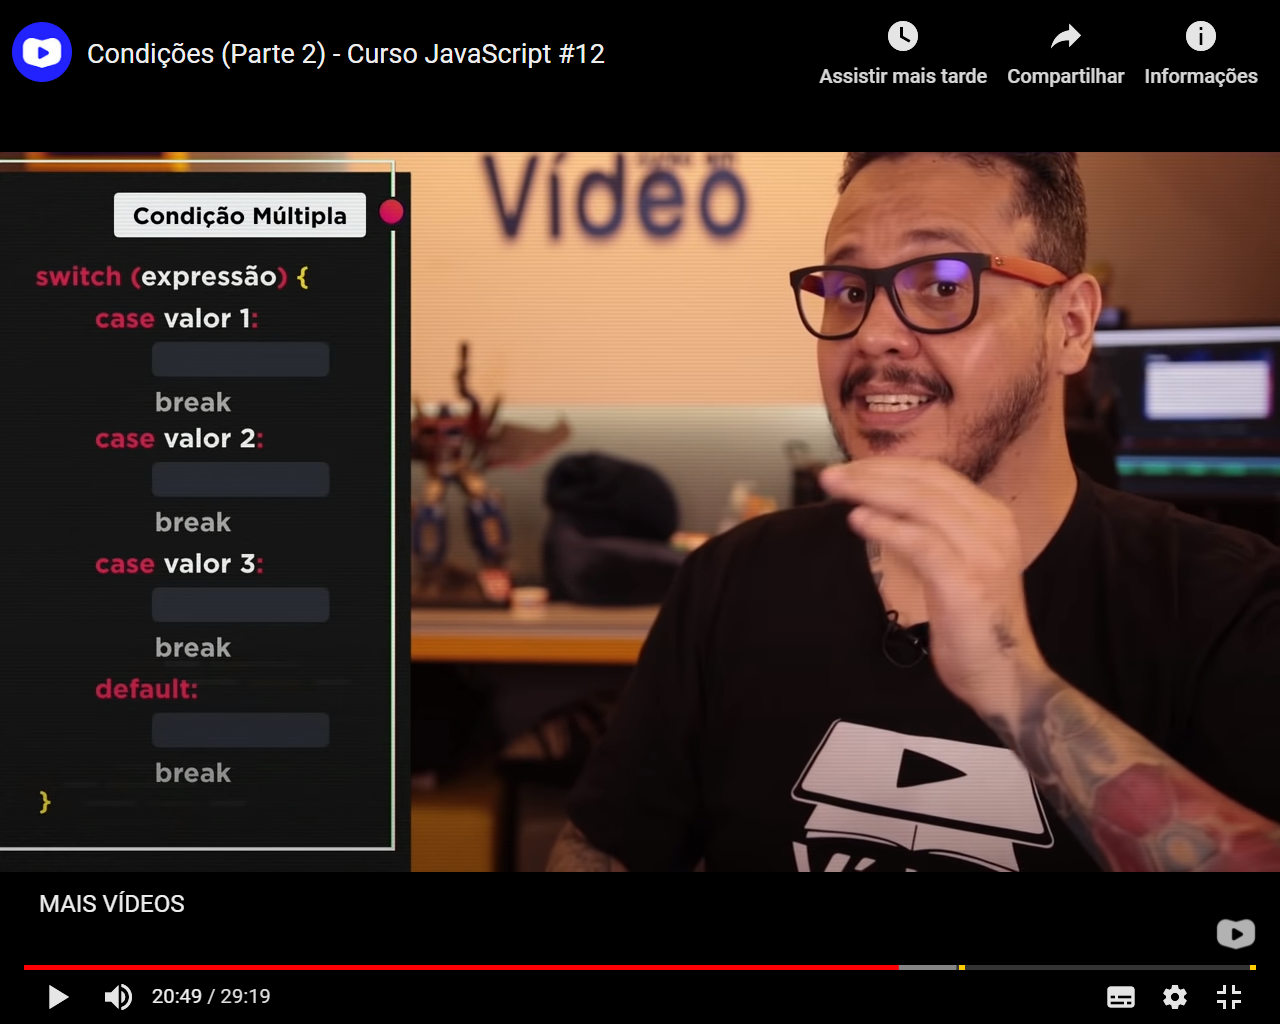 Condições (Parte 2) - Curso JavaScript #12
Assistir mais tarde
Compartilhar
Informações
Vídeo
Condição Múltipla
switch (expressão) {
case valor 1:
break
case valor 2:
break
case valor 3:
break
default:
break
}
MAIS VÍDEOS
20:49 / 29:19